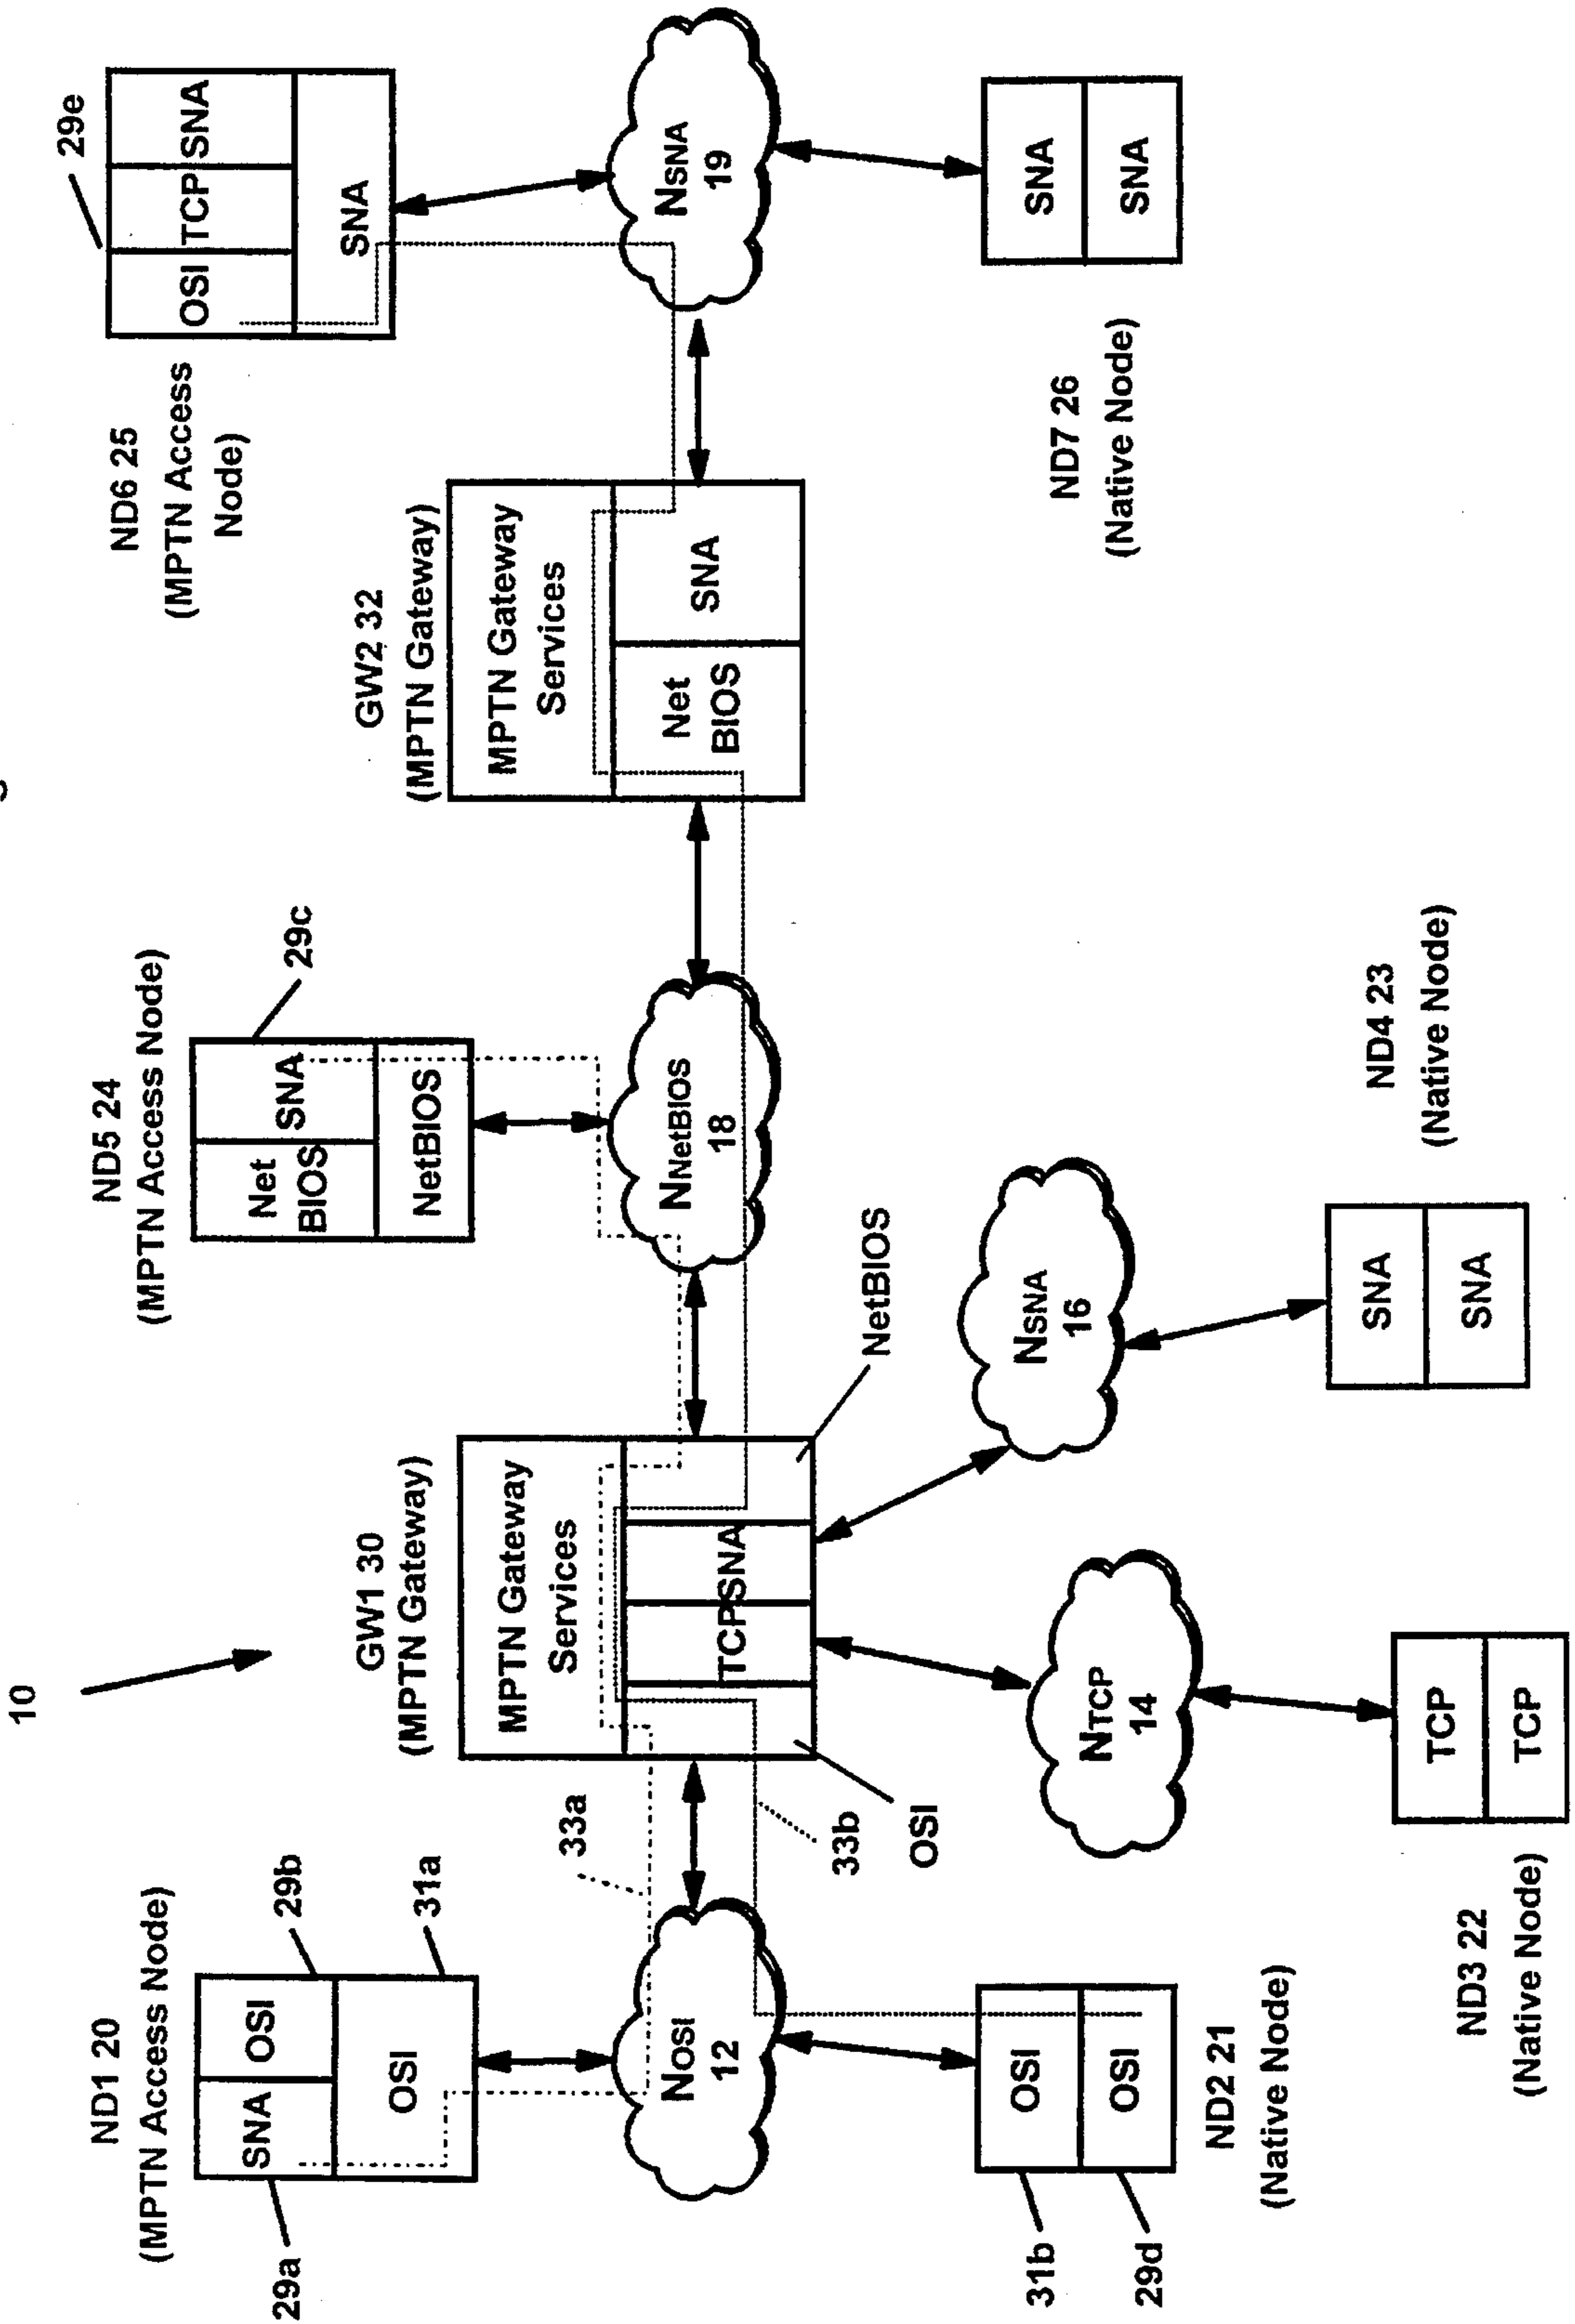 10
ND1 20
(MPTN Access Node)
SNA
OSI
OSI
29a
29b
31a
NOSI
12
OSI
OSI
31b
29d
ND2 21
(Native Node)
33a
33b
OSI
GW1 30
(MPTN Gateway)
MPTN Gateway
Services
TCP
SNA
NetBIOS
NTCP
14
TCP
TCP
ND3 22
(Native Node)
NSNA
16
SNA
SNA
ND4 23
(Native Node)
ND5 24
(MPTN Access Node)
Net
BIOS
SNA
NetBIOS
29c
NNetBIOS
18
GW2 32
(MPTN Gateway)
MPTN Gateway
Services
Net
BIOS
SNA
ND6 25
(MPTN Access
Node)
OSI
TCP
SNA
SNA
29e
NSNA
19
SNA
SNA
ND7 26
(Native Node)